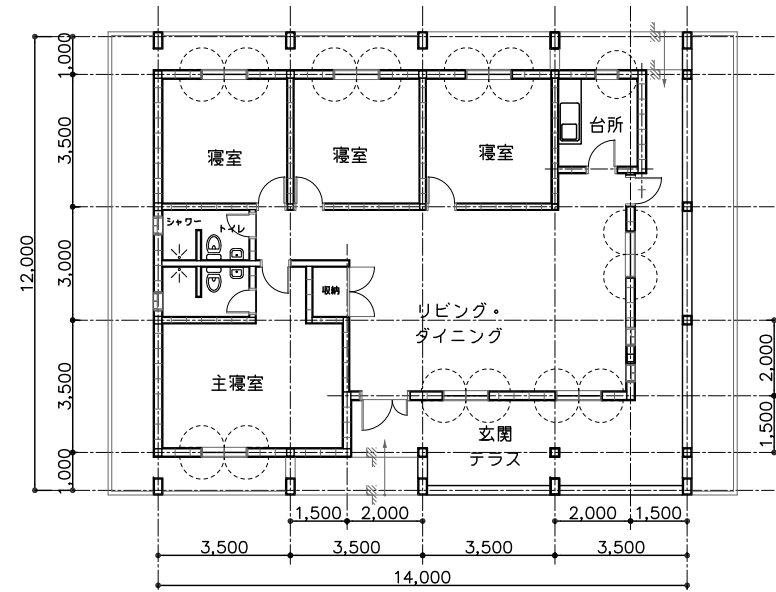 1,000
3,500
12,000
3,000
3,500
1,000
寝室
寝室
寝室
台所
シャワー
トイレ
収納
リビング・
ダイニング
主寝室
玄関
テラス
2,000
1,500
1,500
2,000
2,000
1,500
3,500
3,500
3,500
3,500
14,000